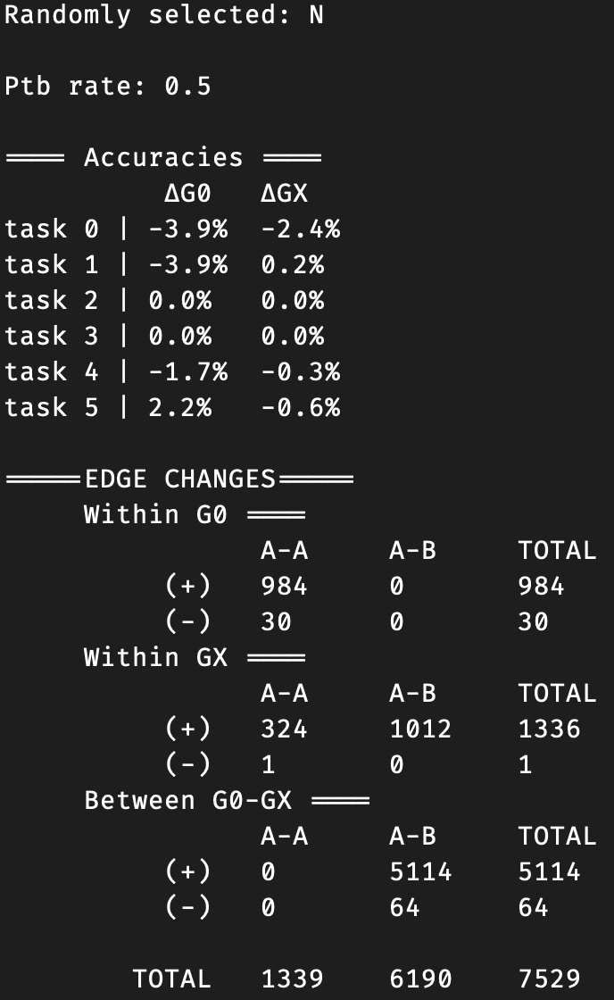 Randomly selected: N
Ptb rate: 0.5
════ Accuracies ════
ΔG0 ΔGX
task 0 | -3.9% -2.4%
task 1 | -3.9% 0.2%
task 2 | 0.0% 0.0%
task 3 | 0.0% 0.0%
task 4 | -1.7% -0.3%
task 5 | 2.2% -0.6%
═════EDGE CHANGES═════
Within G0 ════
A-A A-B TOTAL
(+) 984 0 984
(-) 30 0 30
Within GX ════
A-A A-B TOTAL
(+) 324 1012 1336
(-) 1 0 1
Between G0-GX ════
A-A A-B TOTAL
(+) 0 5114 5114
(-) 0 64 64
TOTAL 1339 6190 7529